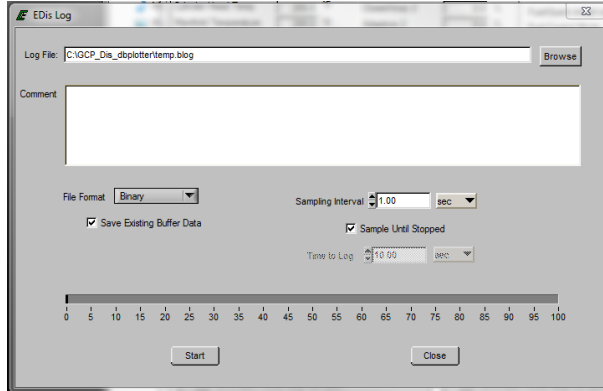 EDis Log
Log File: C:\GCP_Dis_dbplotter\temp.blog Browse
Comment
File Format Binary Sampling Interval 1.00 sec
Save Existing Buffer Data Sample Until Stopped
Time to Log 10.00 sec
0 5 10 15 20 25 30 35 40 45 50 55 60 65 70 75 80 85 90 95 100
Start Close